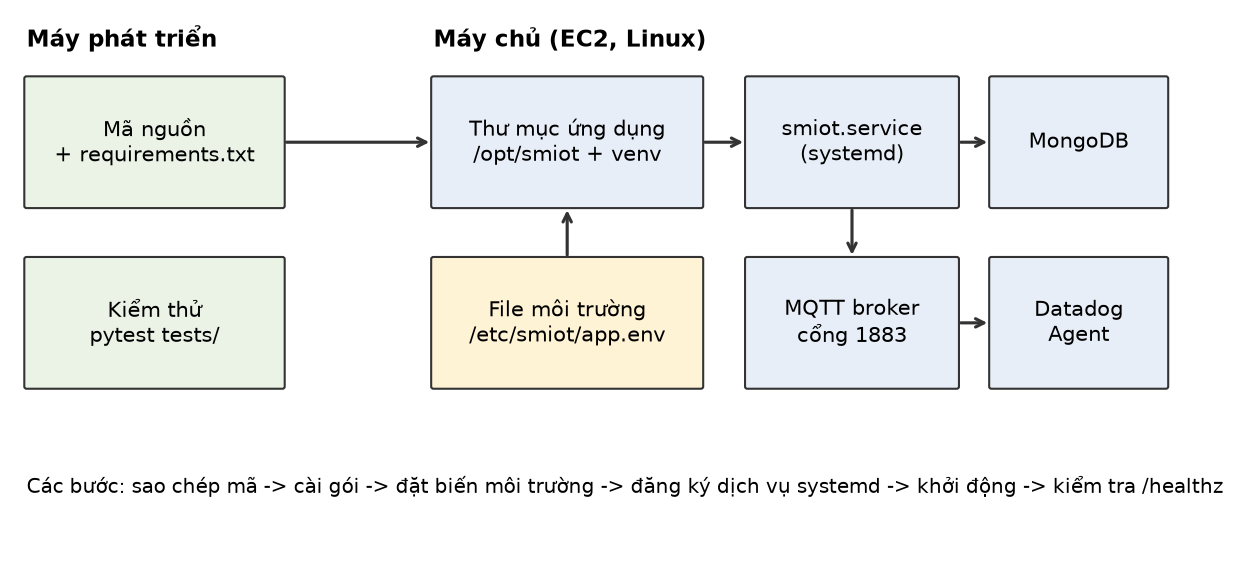 Máy phát triển
Máy chủ (EC2, Linux)
Mã nguồn
+ requirements.txt
Thư mục ứng dụng
/opt/smiot + venv
smiot.service
(systemd)
MongoDB
Kiểm thử
pytest tests/
File môi trường
/etc/smiot/app.env
MQTT broker
cổng 1883
Datadog
Agent
Các bước: sao chép mã -> cài gói -> đặt biến môi trường -> đăng ký dịch vụ systemd -> khởi động -> kiểm tra /healthz